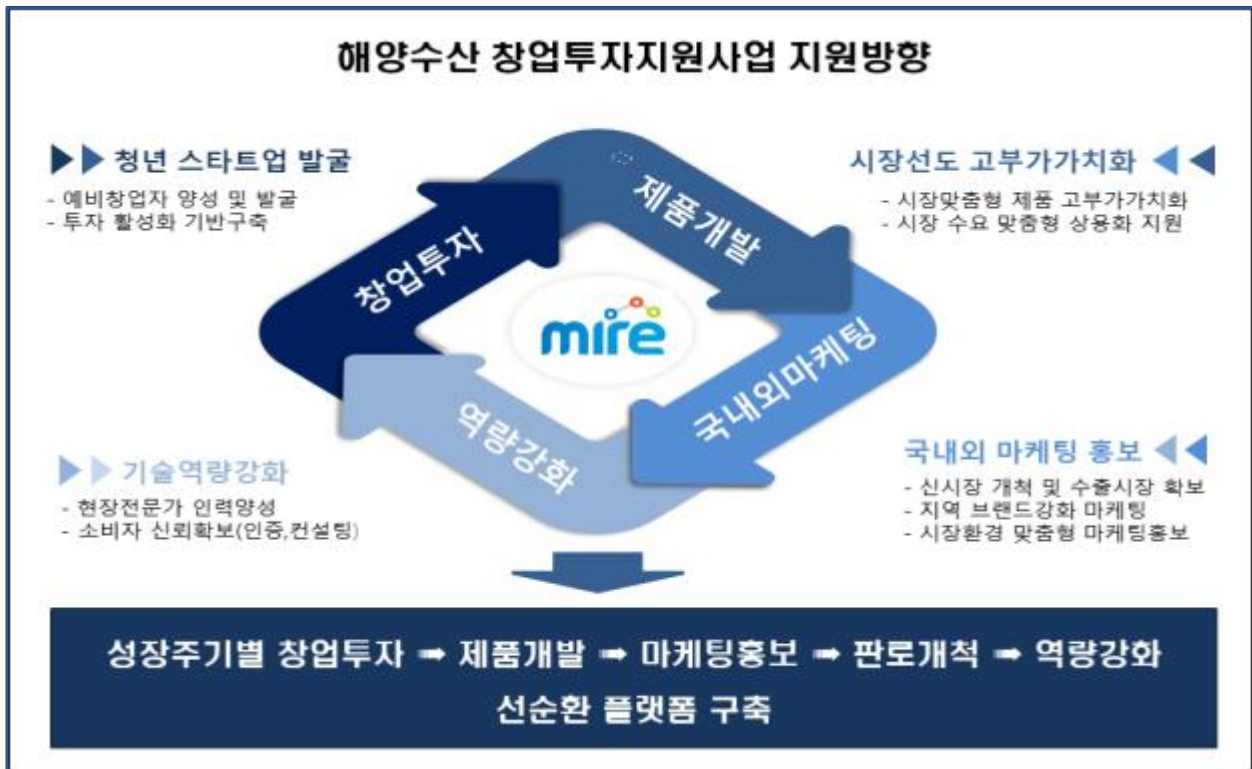 해양수산 창업투자지원사업 지원방향
▶▶ 청년 스타트업 발굴
- 예비창업자 양성 및 발굴
- 투자 활성화 기반구축
시장선도 고부가가치화 ◀◀
- 시장맞춤형 제품 고부가가치화
- 시장 수요 맞춤형 상용화 지원
창업투자
제품개발
mire
역량강화
국내외마케팅
▶▶ 기술역량강화
- 현장전문가 인력양성
- 소비자 신뢰확보(인증,컨설팅)
국내외 마케팅 홍보 ◀◀
- 신시장 개척 및 수출시장 확보
- 지역 브랜드강화 마케팅
- 시장환경 맞춤형 마케팅홍보
성장주기별 창업투자 ➡ 제품개발 ➡ 마케팅홍보 ➡ 판로개척 ➡ 역량강화
선순환 플랫폼 구축